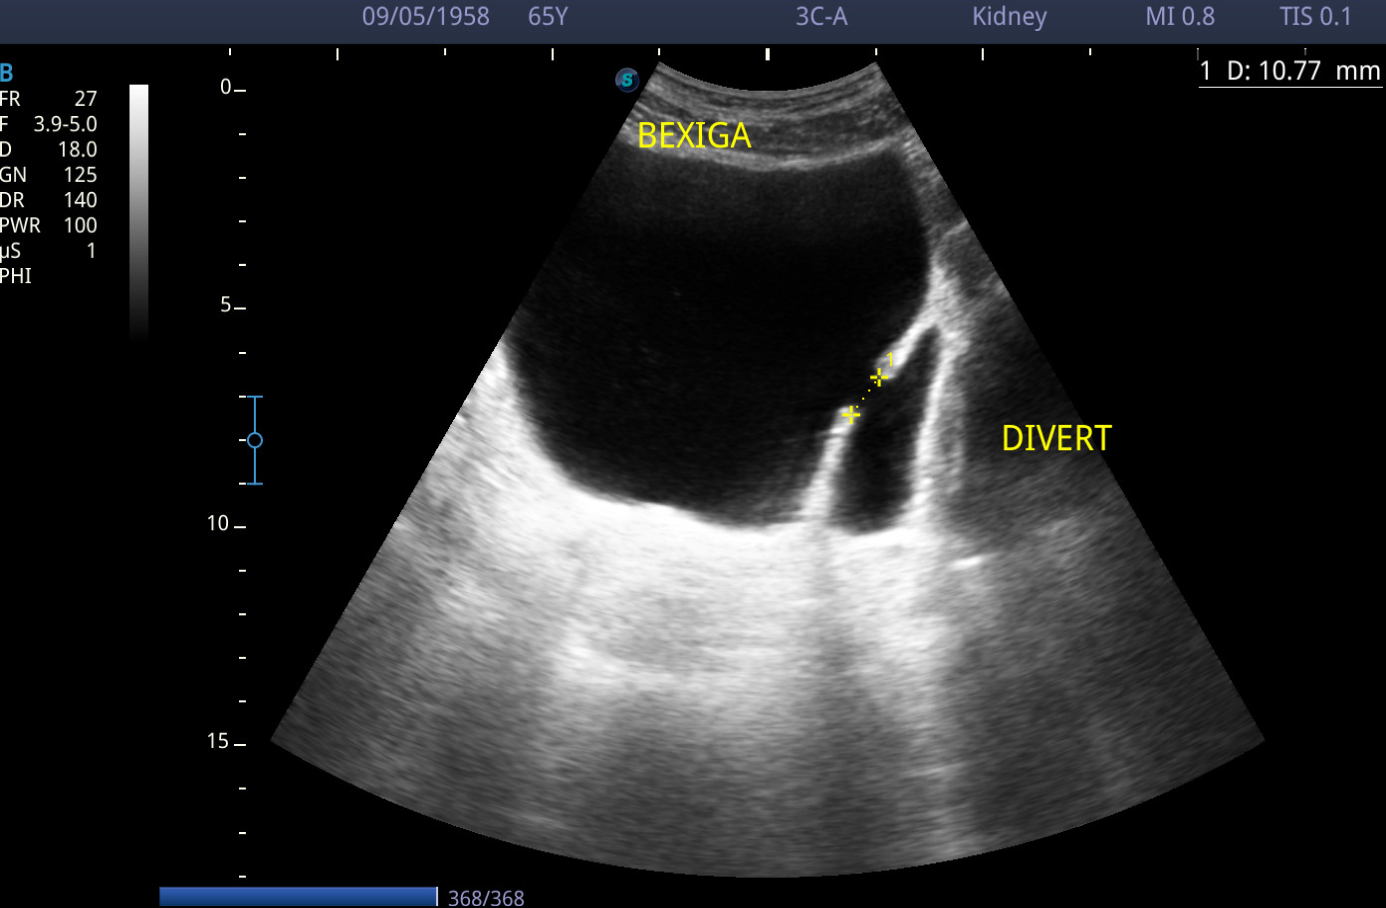 09/05/1958 65Y 3C-A Kidney MI 0.8 TIS 0.1
B
FR 27
F 3.9-5.0
D 18.0
GN 125
DR 140
PWR 100
µS 1
PHI
1 D: 10.77 mm
S
0
5
10
15
BEXIGA
1
DIVERT
368/368